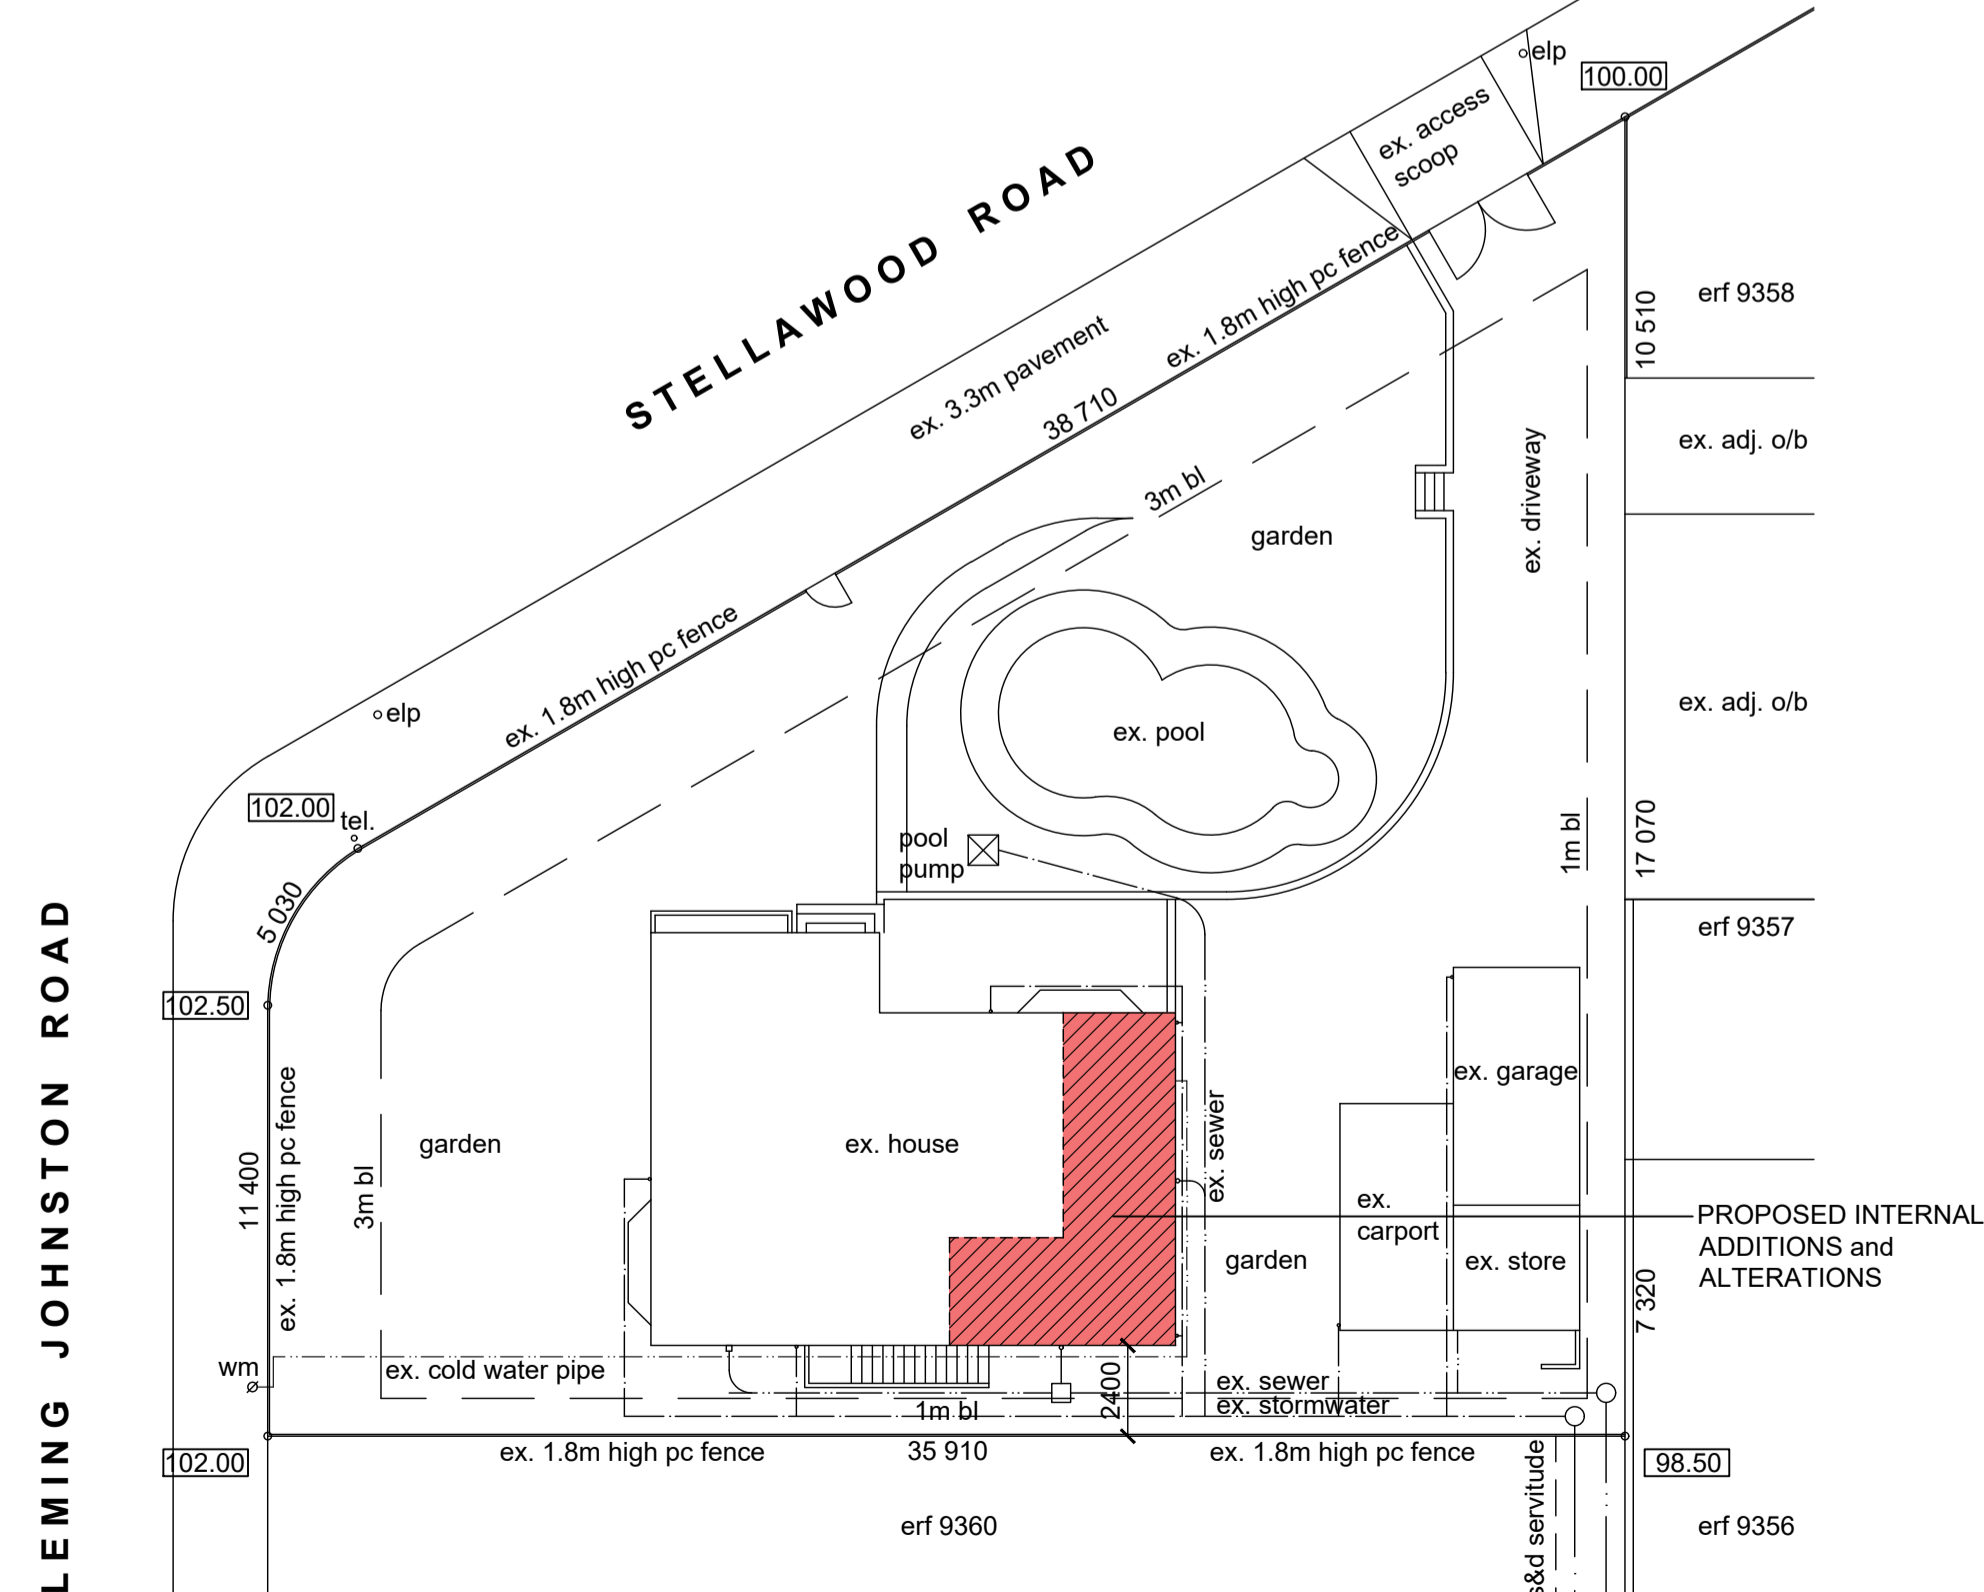 elp
100.00
ex. access
scoop
STELLAWOOD ROAD
ex. 1.8m high pc fence
erf 9358
10 510
ex. 3.3m pavement
38 710
ex. adj. o/b
3m bl
garden
ex. driveway
ex. 1.8m high pc fence
elp
ex. pool
ex. adj. o/b
102.00
tel.
pool
pump
1m bl
17 070
5 030
erf 9357
102.50
LEMING JOHNSTON ROAD
ex. garage
ex. 1.8m high pc fence
11 400
3m bl
garden
ex. house
ex. sewer
ex.
carport
PROPOSED INTERNAL
ADDITIONS and
ALTERATIONS
garden
ex. store
7 320
wm
ex. cold water pipe
2400
ex. sewer
ex. stormwater
1m bl
ex. 1.8m high pc fence
35 910
ex. 1.8m high pc fence
102.00
98.50
s&d servitude
erf 9360
erf 9356